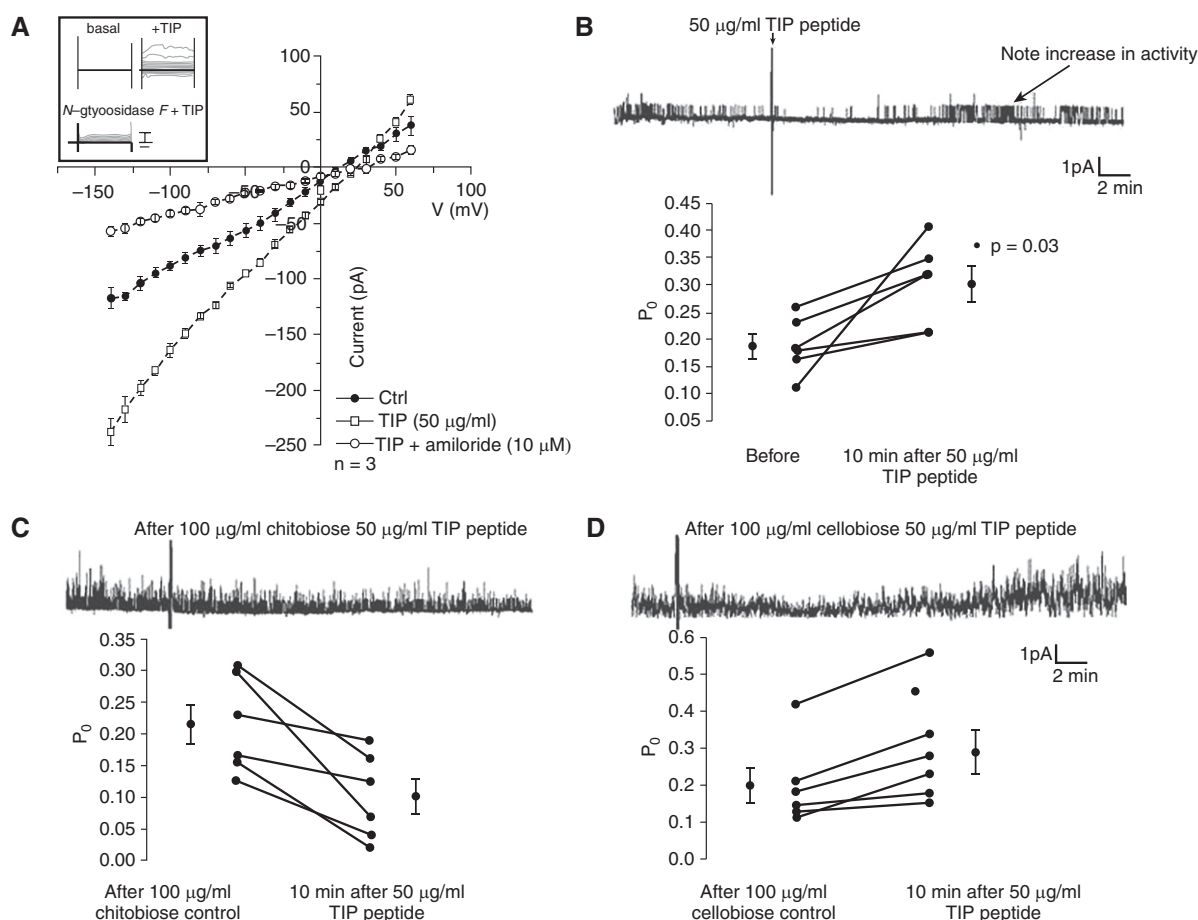 A
basal +TIP
N–gtyoosidase F + TIP
100
50
0
−50
−100
−150
−200
−250
−150 −100 −50 0 50 100
V (mV)
Current (pA)
Ctrl
TIP (50 μg/ml)
TIP + amiloride (10 μM)
n = 3
B
50 μg/ml TIP peptide
Note increase in activity
1pA
2 min
0.45
0.40
0.35
0.30
0.25
0.20
0.15
0.10
0.05
P0
p = 0.03
Before
10 min after 50 μg/ml
TIP peptide
C
After 100 μg/ml chitobiose 50 μg/ml TIP peptide
0.35
0.30
0.25
0.20
0.15
0.10
0.05
0.00
P0
After 100 μg/ml
chitobiose control
10 min after 50 μg/ml
TIP peptide
D
After 100 μg/ml cellobiose 50 μg/ml TIP peptide
1pA
2 min
0.6
0.5
0.4
0.3
0.2
0.1
0.0
P0
After 100 μg/ml
cellobiose control
10 min after 50 μg/ml
TIP peptide